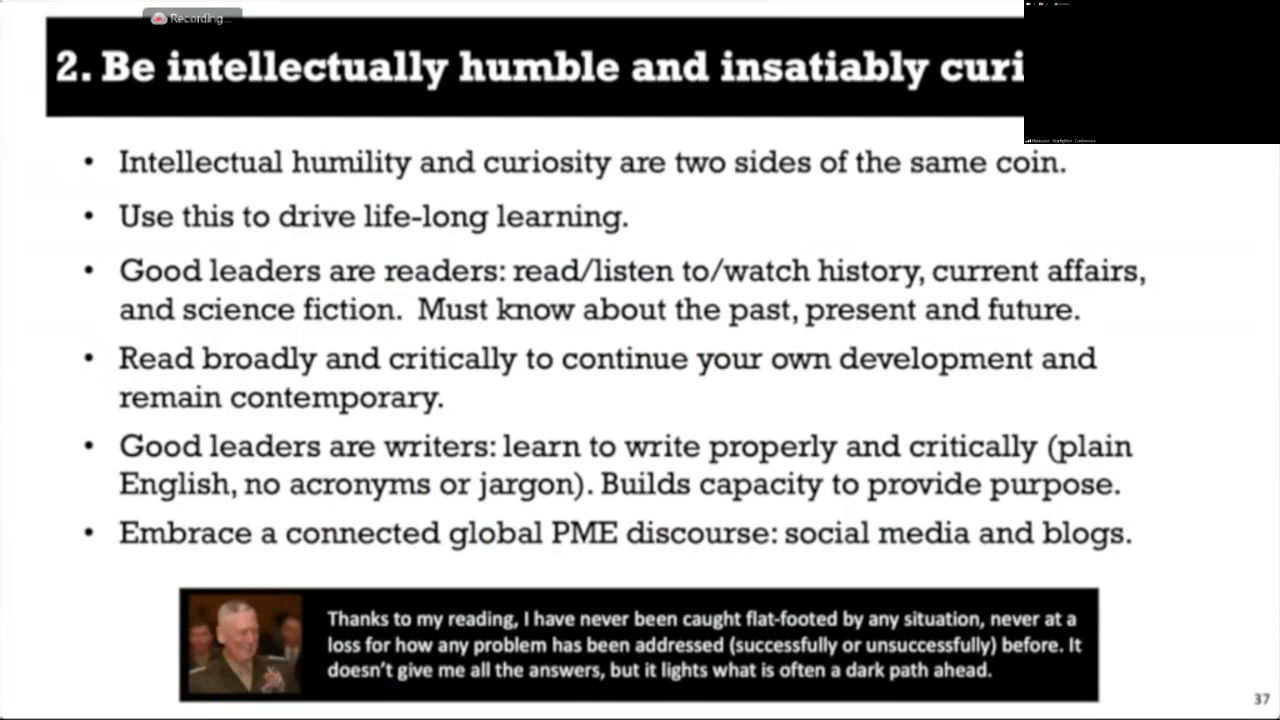 Recording...
2. Be intellectually humble and insatiably curi
• Intellectual humility and curiosity are two sides of the same coin.
• Use this to drive life-long learning.
• Good leaders are readers: read/listen to/watch history, current affairs,
and science fiction. Must know about the past, present and future.
• Read broadly and critically to continue your own development and
remain contemporary.
• Good leaders are writers: learn to write properly and critically (plain
English, no acronyms or jargon). Builds capacity to provide purpose.
• Embrace a connected global PME discourse: social media and blogs.
Thanks to my reading, I have never been caught flat-footed by any situation, never at a
loss for how any problem has been addressed (successfully or unsuccessfully) before. It
doesn't give me all the answers, but it lights what is often a dark path ahead.
37